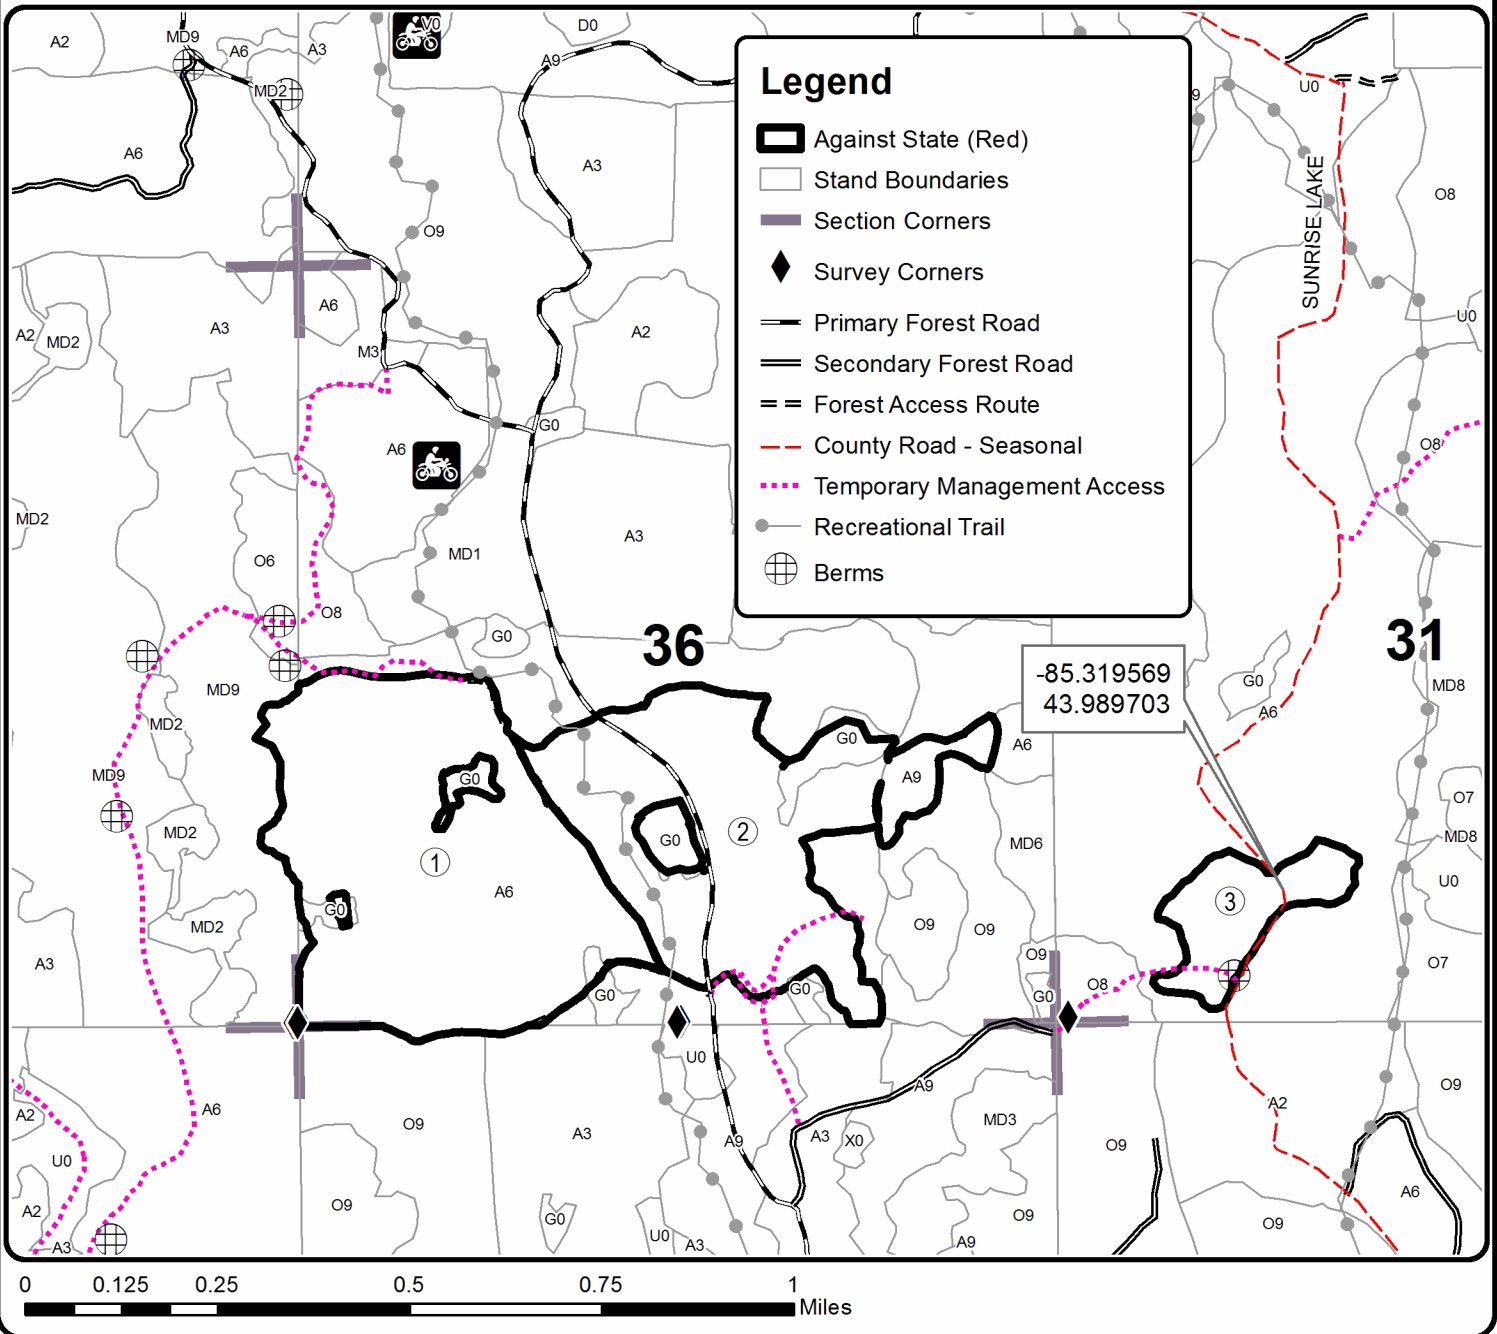 A2
MD9
A6
A3
V0
D0
A9
MD2
A6
A3
O9
A6
A3
A2
MD2
M3
A2
G0
A6
A3
MD2
O6
MD1
O8
G0
36
MD9
MD2
MD9
MD2
G0
1
A6
G0
MD2
A3
G0
2
G0
A9
A6
MD6
O9
O9
O9
G0
O8
G0
G0
Legend
Against State (Red)
Stand Boundaries
Section Corners
Survey Corners
Primary Forest Road
Secondary Forest Road
Forest Access Route
County Road - Seasonal
Temporary Management Access
Recreational Trail
Berms
9
U0
SUNRISE LAKE
O8
U0
O8
31
-85.319569
43.989703
G0
A6
MD8
O7
MD8
U0
3
O7
A2
A6
U0
O9
A3
A9
A3
X0
A9
MD3
O9
A2
O9
U0
A2
A3
O9
G0
U0
A3
A9
O9
O9
A6
0
0.125
0.25
0.5
0.75
1
Miles